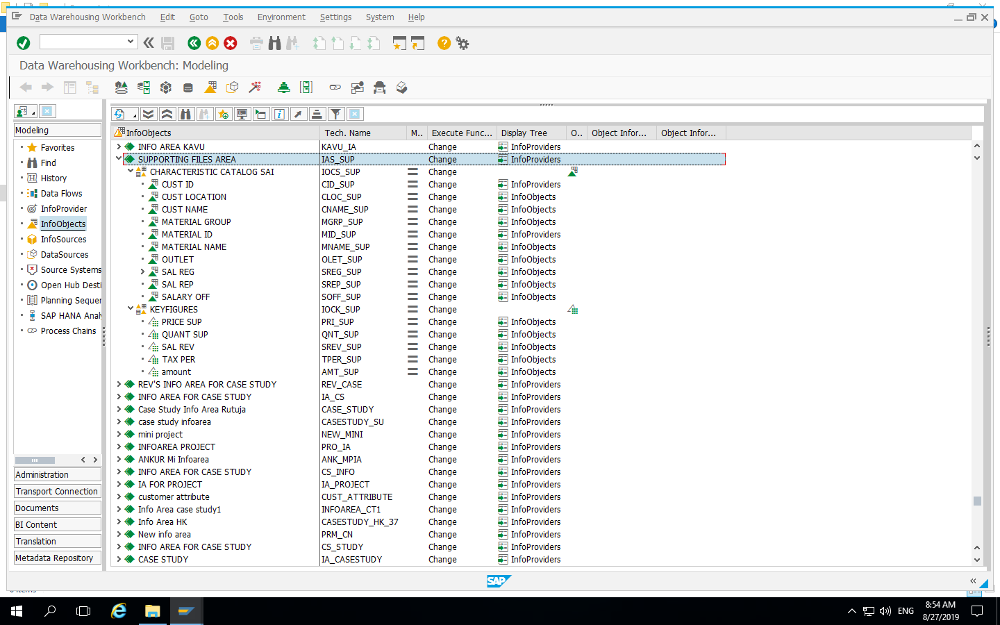 Data Warehousing Workbench Edit Goto Tools Environment Settings System Help
Data Warehousing Workbench: Modeling
Modeling
Favorites
Find
History
Data Flows
InfoProvider
InfoObjects
InfoSources
DataSources
Source Systems
Open Hub Desti
Planning Sequer
SAP HANA Anal
Process Chains
Administration
Transport Connection
Documents
BI Content
Translation
Metadata Repository
InfoObjects Tech. Name M.. Execute Func... Display Tree O.. Object Infor... Object Infor...
INFO AREA KAVU KAVU_IA Change InfoProviders
SUPPORTING FILES AREA IAS_SUP Change InfoProviders
CHARACTERISTIC CATALOG SAI IOCS_SUP Change
CUST ID CID_SUP Change InfoProviders
CUST LOCATION CLOC_SUP Change InfoObjects
CUST NAME CNAME_SUP Change InfoObjects
MATERIAL GROUP MGRP_SUP Change InfoObjects
MATERIAL ID MID_SUP Change InfoProviders
MATERIAL NAME MNAME_SUP Change InfoObjects
OUTLET OLET_SUP Change InfoObjects
SAL REG SREG_SUP Change InfoObjects
SAL REP SREP_SUP Change InfoObjects
SALARY OFF SOFF_SUP Change InfoObjects
KEYFIGURES IOCK_SUP Change
PRICE SUP PRI_SUP Change InfoObjects
QUANT SUP QNT_SUP Change InfoObjects
SAL REV SREV_SUP Change InfoObjects
TAX PER TPER_SUP Change InfoObjects
amount AMT_SUP Change InfoObjects
REV'S INFO AREA FOR CASE STUDY REV_CASE Change InfoProviders
INFO AREA FOR CASE STUDY IA_CS Change InfoProviders
Case Study Info Area Rutuja CASE_STUDY Change InfoProviders
case study infoarea CASESTUDY_SU Change InfoProviders
mini project NEW_MINI Change InfoProviders
INFOAREA PROJECT PRO_IA Change InfoProviders
ANKUR Mi Infoarea ANK_MPIA Change InfoProviders
INFO AREA FOR CASE STUDY CS_INFO Change InfoProviders
IA FOR PROJECT IA_PROJECT Change InfoProviders
customer attribute CUST_ATTRIBUTE Change InfoProviders
Info Area case study1 INFOAREA_CT1 Change InfoProviders
Info Area HK CASESTUDY_HK_37 Change InfoProviders
New info area PRM_CN Change InfoProviders
INFO AREA FOR CASE STUDY CS_STUDY Change InfoProviders
CASE STUDY IA_CASESTUDY Change InfoProviders
SAP
ENG
8:54 AM
8/27/2019